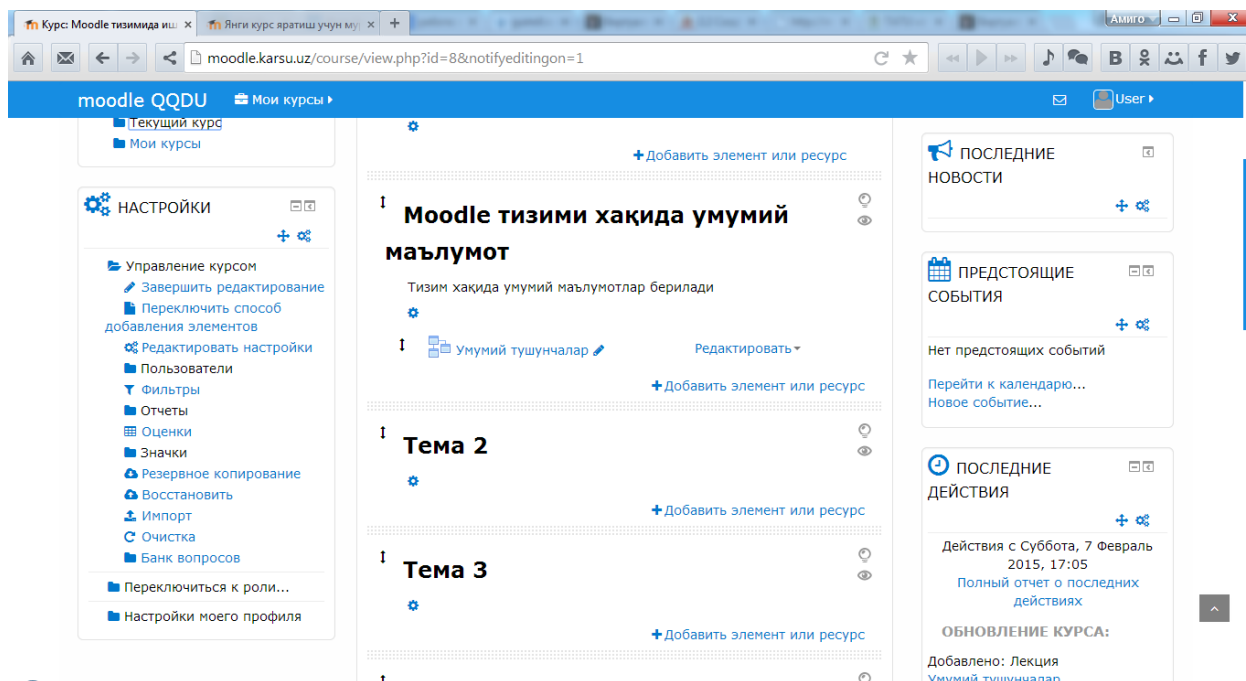 Курс: Moodle тизимида иш
Янги курс яратиш учун му
Амиго
moodle.karsu.uz/course/view.php?id=8&notifyeditingon=1
moodle QQDU
Мои курсы
User
Текущий курс
Мои курсы
НАСТРОЙКИ
Управление курсом
Завершить редактирование
Переключить способ
добавления элементов
Редактировать настройки
Пользователи
Фильтры
Отчеты
Оценки
Значки
Резервное копирование
Восстановить
Импорт
Очистка
Банк вопросов
Переключиться к роли...
Настройки моего профиля
Добавить элемент или ресурс
Moodle тизими хақида умумий
маълумот
Тизим хақида умумий маълумотлар берилади
Умумий тушунчалар
Редактировать
Добавить элемент или ресурс
Тема 2
Добавить элемент или ресурс
Тема 3
Добавить элемент или ресурс
ПОСЛЕДНИЕ
НОВОСТИ
ПРЕДСТОЯЩИЕ
СОБЫТИЯ
Нет предстоящих событий
Перейти к календарю...
Новое событие...
ПОСЛЕДНИЕ
ДЕЙСТВИЯ
Действия с Суббота, 7 Февраль
2015, 17:05
Полный отчет о последних
действиях
ОБНОВЛЕНИЕ КУРСА:
Добавлено: Лекция
Умумий тушунчалар